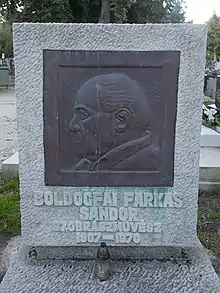 BOLDOGFAI FARKAS
SÁNDOR
SZOBRÁSZMŰVÉSZ
1907–1970